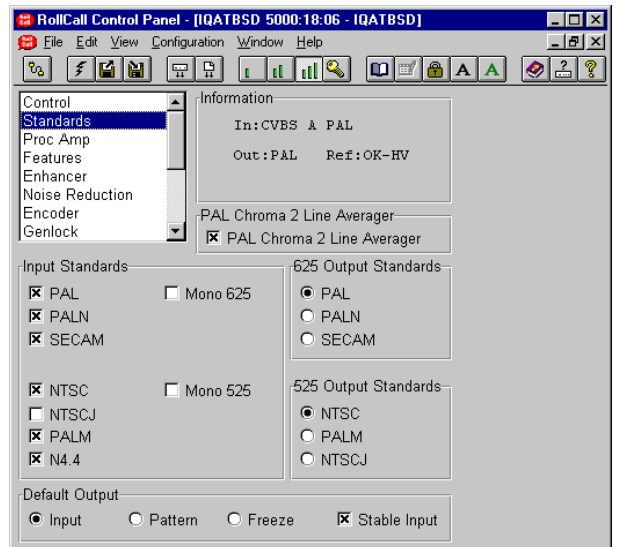 RollCall Control Panel - [IQATBSD 5000:18:06 - IQATBSD]
File Edit View Configuration Window Help
A A
Control
Standards
Proc Amp
Features
Enhancer
Noise Reduction
Encoder
Genlock
Information
In:CVBS A PAL
Out:PAL Ref:OK-HV
PAL Chroma 2 Line Averager
PAL Chroma 2 Line Averager
Input Standards
PAL Mono 625
PALN
SECAM
NTSC Mono 525
NTSCJ
PALM
N4.4
625 Output Standards
PAL
PALN
SECAM
525 Output Standards
NTSC
PALM
NTSCJ
Default Output
Input Pattern Freeze Stable Input